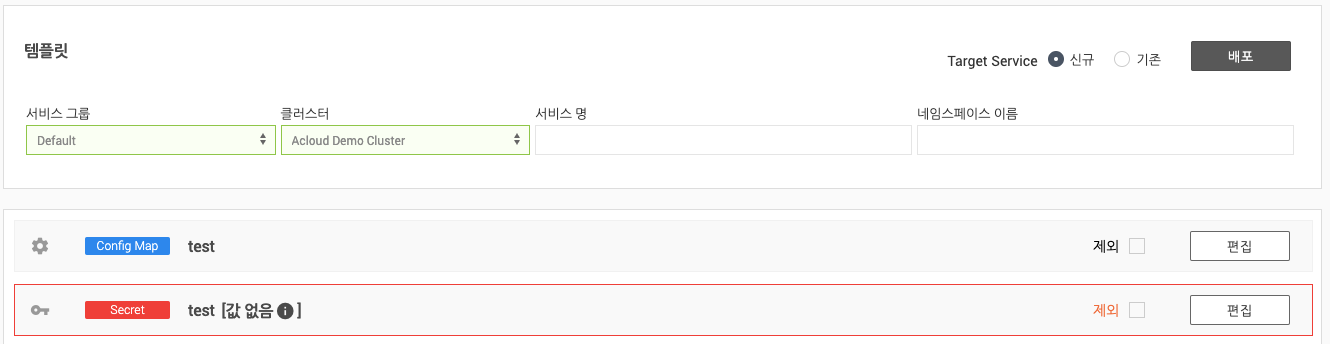 템플릿
Target Service 신규 기존 배포
서비스 그룹 클러스터 서비스 명 네임스페이스 이름
Default Acloud Demo Cluster
Config Map test 제외 편집
Secret test [값 없음 i ] 제외 편집